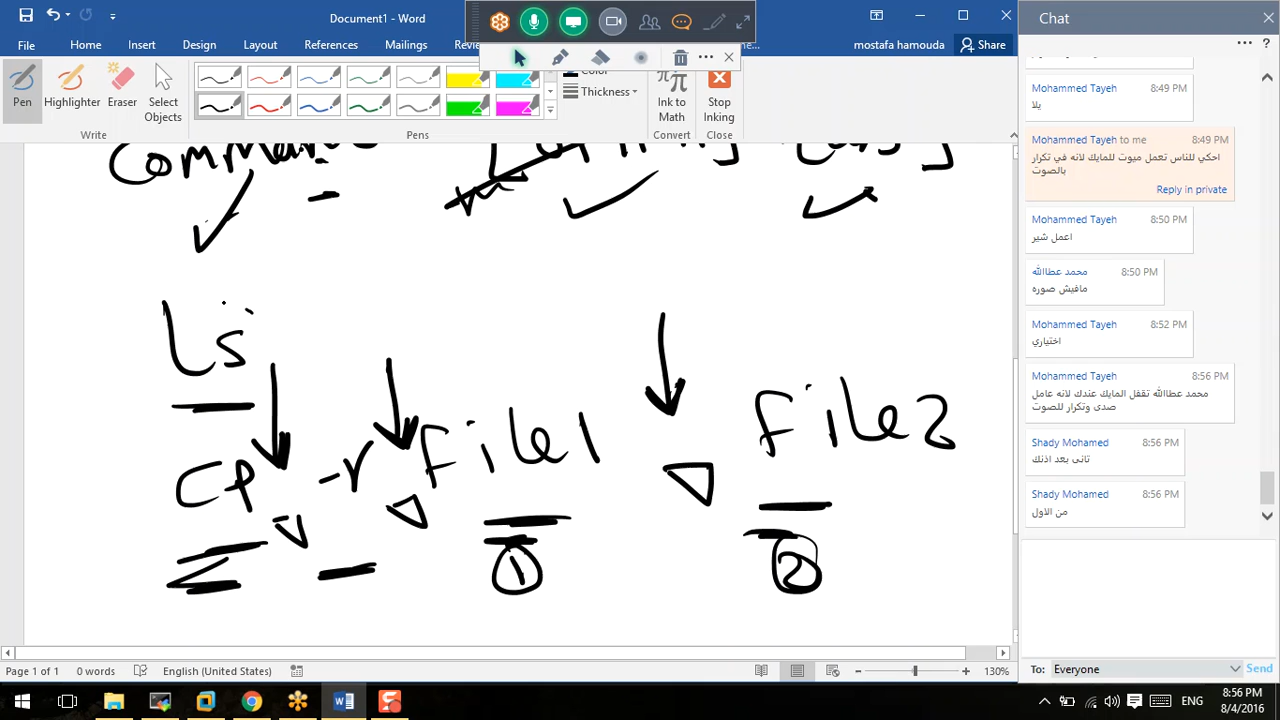 Document1 - Word
mostafa hamouda
Share
File Home Insert Design Layout References Mailings
Pen
Highlighter
Eraser
Select Objects
Color
Thickness
Ink to Math
Stop Inking
Write
Pens
Convert
Close
Ls
CP -r File1 File2
1 2
Page 1 of 1 0 words English (United States) 130%
Chat
Mohammed Tayeh 8:49 PM
يلا
Mohammed Tayeh to me 8:49 PM
احكي للناس تعمل ميوت للمايك لانه في تكرار
بالصوت
Reply in private
Mohammed Tayeh 8:50 PM
اعمل شير
محمد عطاالله 8:50 PM
مافيش صوره
Mohammed Tayeh 8:52 PM
اختياري
Mohammed Tayeh 8:56 PM
محمد عطاالله تقفل المايك عندك لانه عامل
صدى وتكرار للصوت
Shady Mohamed 8:56 PM
تانى بعد اذنك
Shady Mohamed 8:56 PM
من الاول
To: Everyone Send
ENG 8:56 PM
8/4/2016